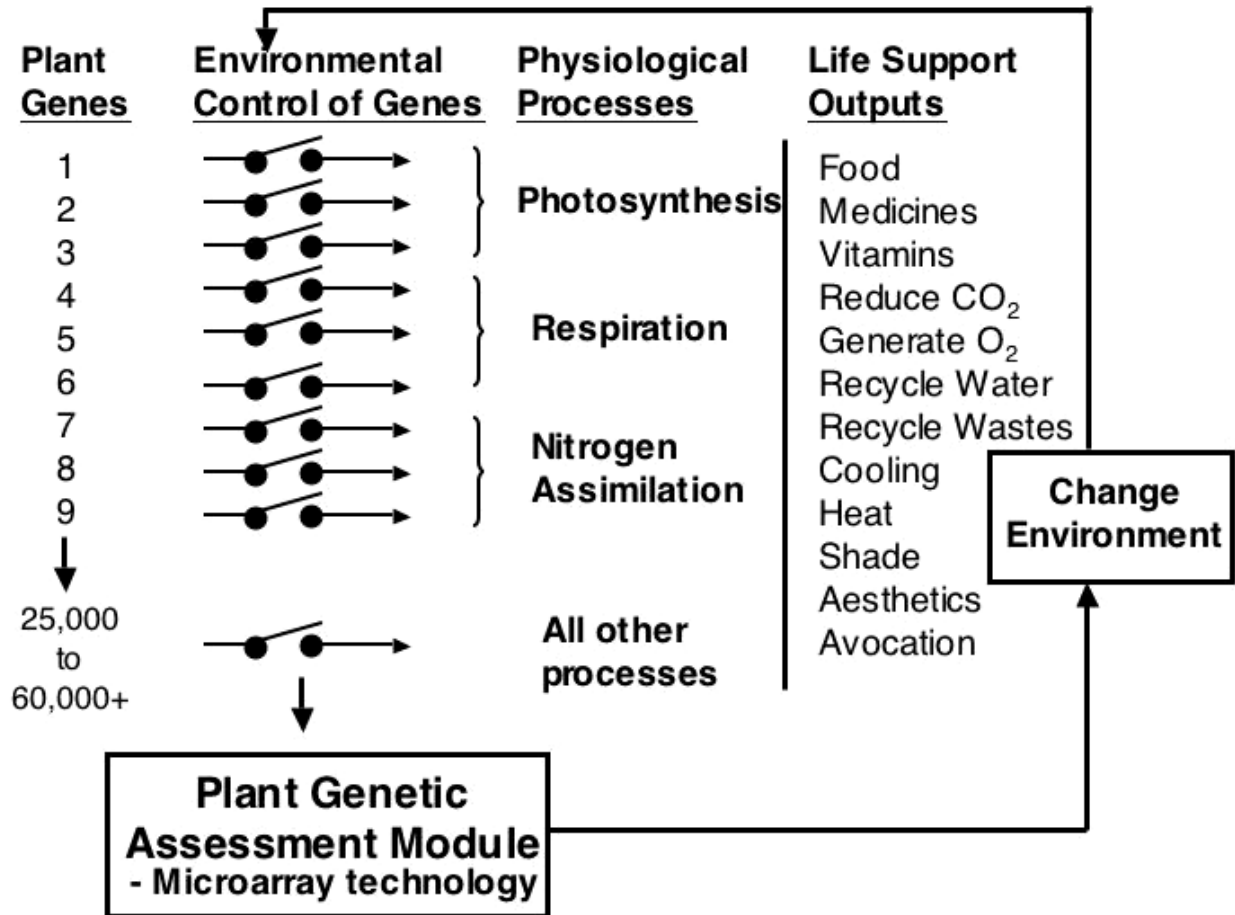 Plant
Genes
Environmental
Control of Genes
Physiological
Processes
Life Support
Outputs
1
2
3
4
5
6
7
8
9
25,000
to
60,000+
Photosynthesis
Respiration
Nitrogen
Assimilation
All other
processes
Food
Medicines
Vitamins
Reduce CO₂
Generate O₂
Recycle Water
Recycle Wastes
Cooling
Heat
Shade
Aesthetics
Avocation
Change
Environment
Plant Genetic
Assessment Module
- Microarray technology